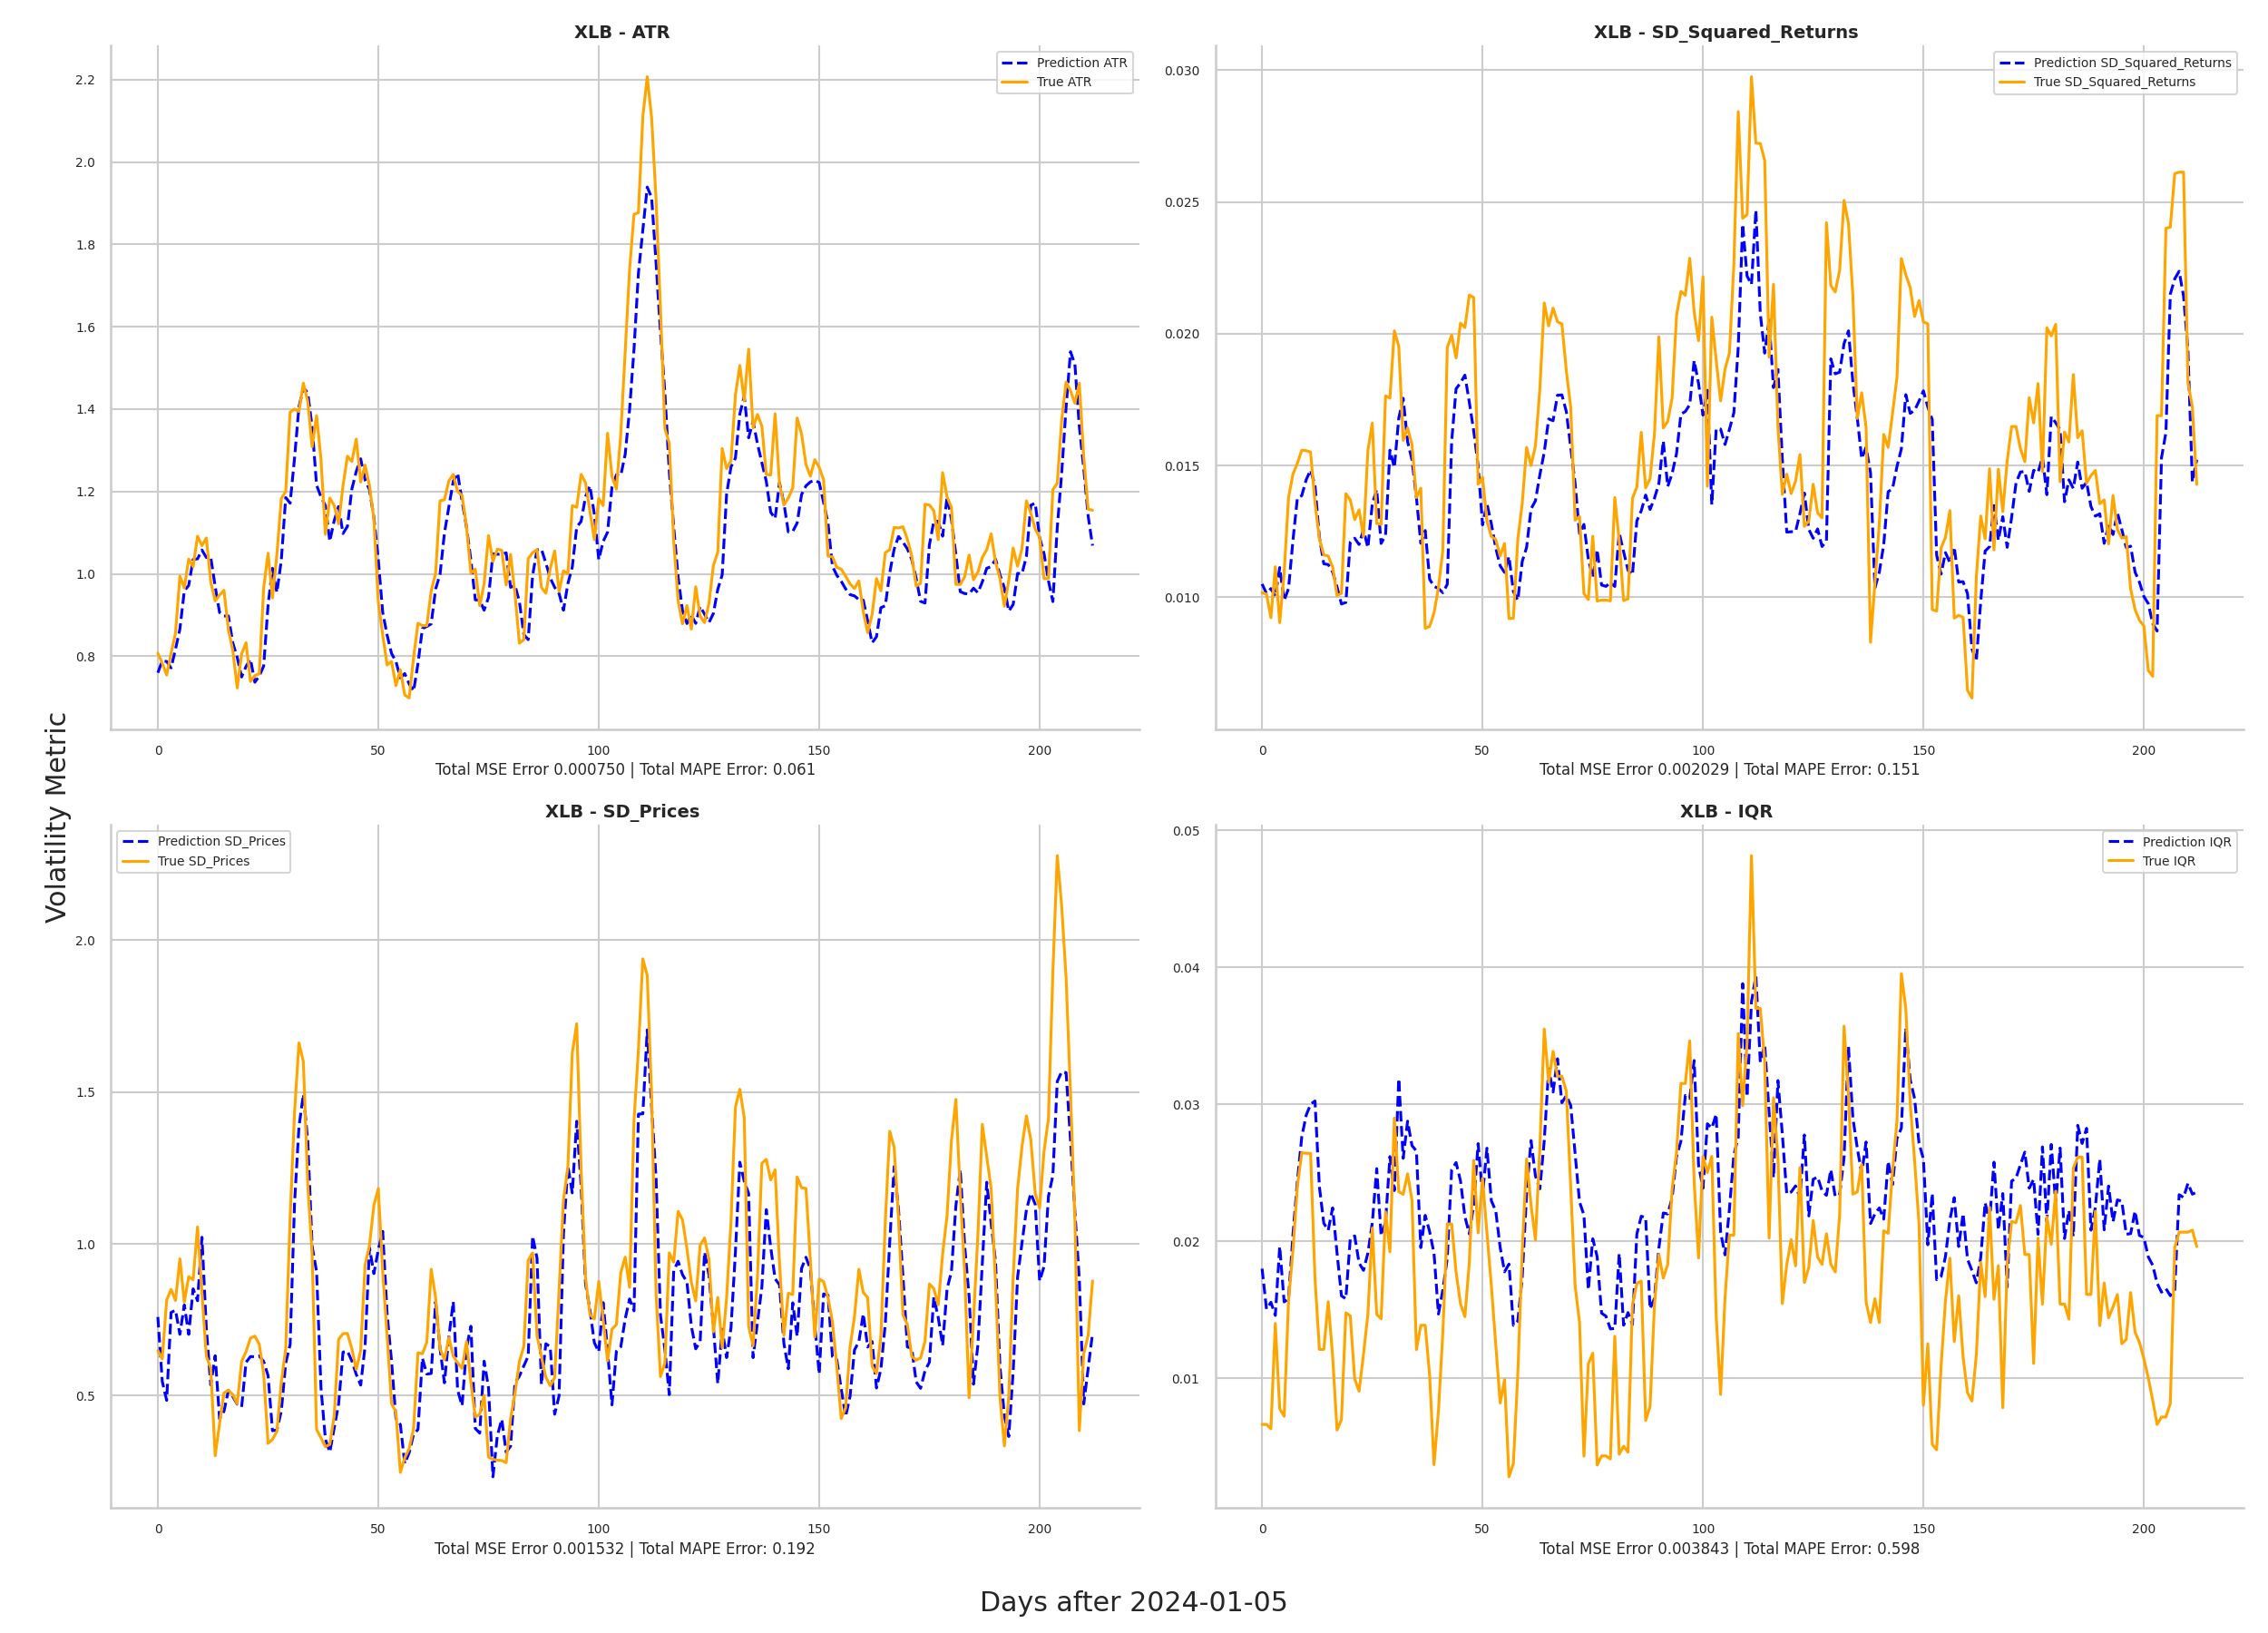 XLB - ATR
Prediction ATR
True ATR
2.2
2.0
1.8
1.6
1.4
1.2
1.0
0.8
0
50
100
150
200
Total MSE Error 0.000750 | Total MAPE Error: 0.061
XLB - SD_Squared_Returns
Prediction SD_Squared_Returns
True SD_Squared_Returns
0.030
0.025
0.020
0.015
0.010
0
50
100
150
200
Total MSE Error 0.002029 | Total MAPE Error: 0.151
Volatility Metric
XLB - SD_Prices
Prediction SD_Prices
True SD_Prices
2.0
1.5
1.0
0.5
0
50
100
150
200
Total MSE Error 0.001532 | Total MAPE Error: 0.192
XLB - IQR
Prediction IQR
True IQR
0.05
0.04
0.03
0.02
0.01
0
50
100
150
200
Total MSE Error 0.003843 | Total MAPE Error: 0.598
Days after 2024-01-05